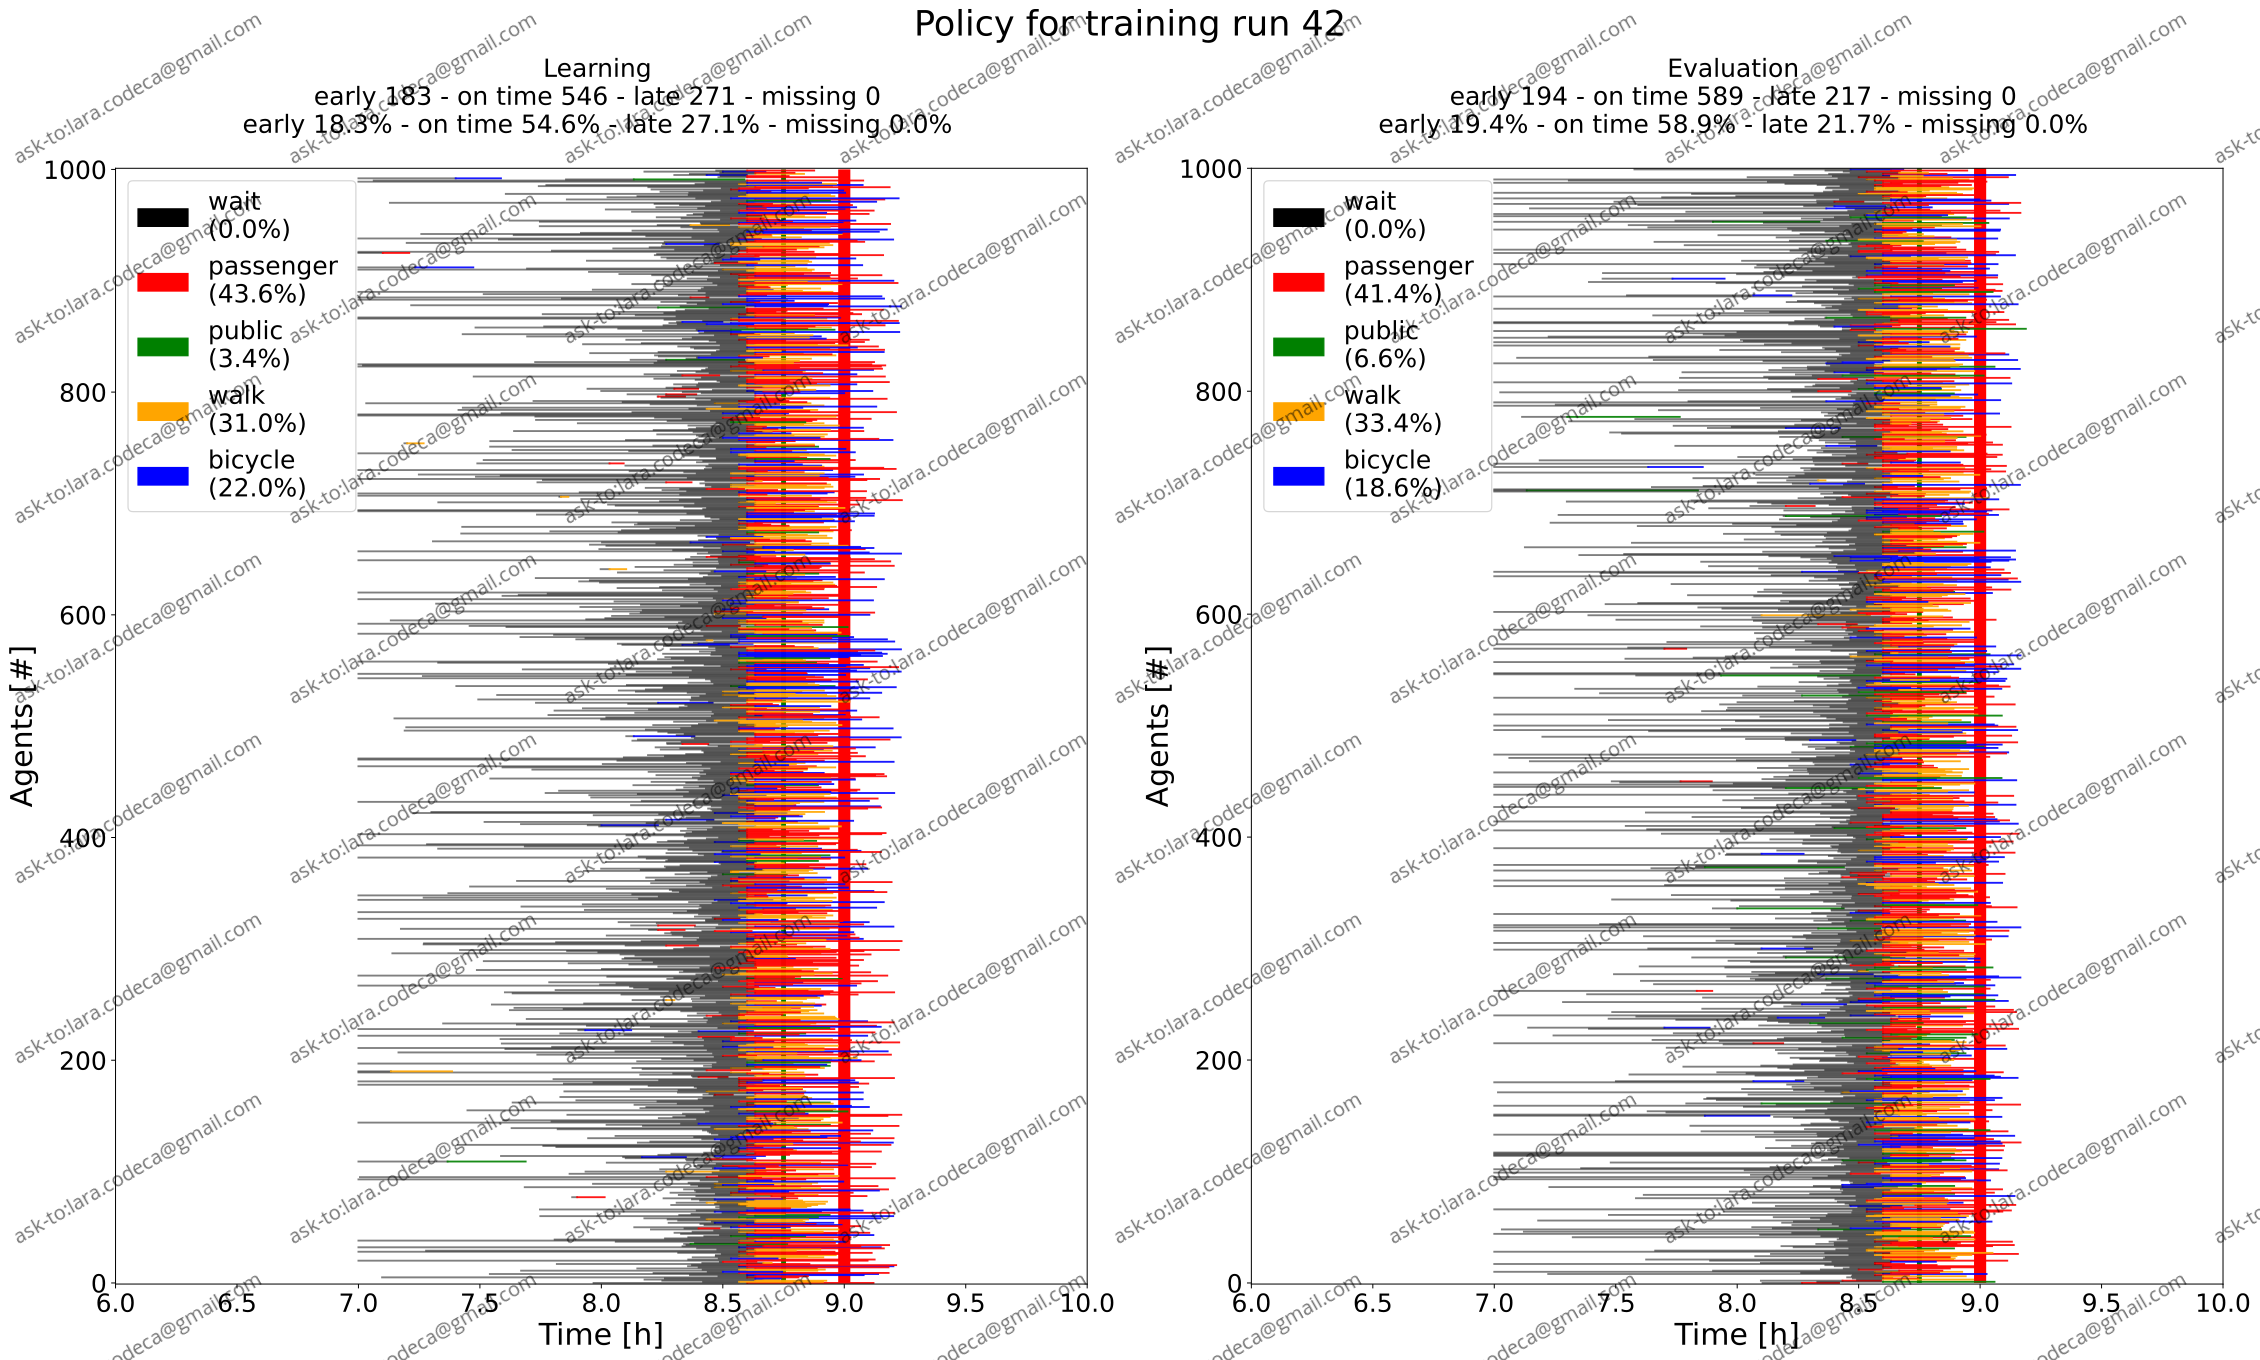 Policy for training run 42
Learning
early 183 - on time 546 - late 271 - missing 0
early 18.3% - on time 54.6% - late 27.1% - missing 0.0%
Evaluation
early 194 - on time 589 - late 217 - missing 0
early 19.4% - on time 58.9% - late 21.7% - missing 0.0%
wait
(0.0%)
passenger
(43.6%)
public
(3.4%)
walk
(31.0%)
bicycle
(22.0%)
Agents [#]
1000
800
600
400
200
0
6.0 6.5 7.0 7.5 8.0 8.5 9.0 9.5 10.0
Time [h]
wait
(0.0%)
passenger
(41.4%)
public
(6.6%)
walk
(33.4%)
bicycle
(18.6%)
Agents [#]
1000
800
600
400
200
0
6.0 6.5 7.0 7.5 8.0 8.5 9.0 9.5 10.0
Time [h]
ask-to:lara.codeca@gmail.com